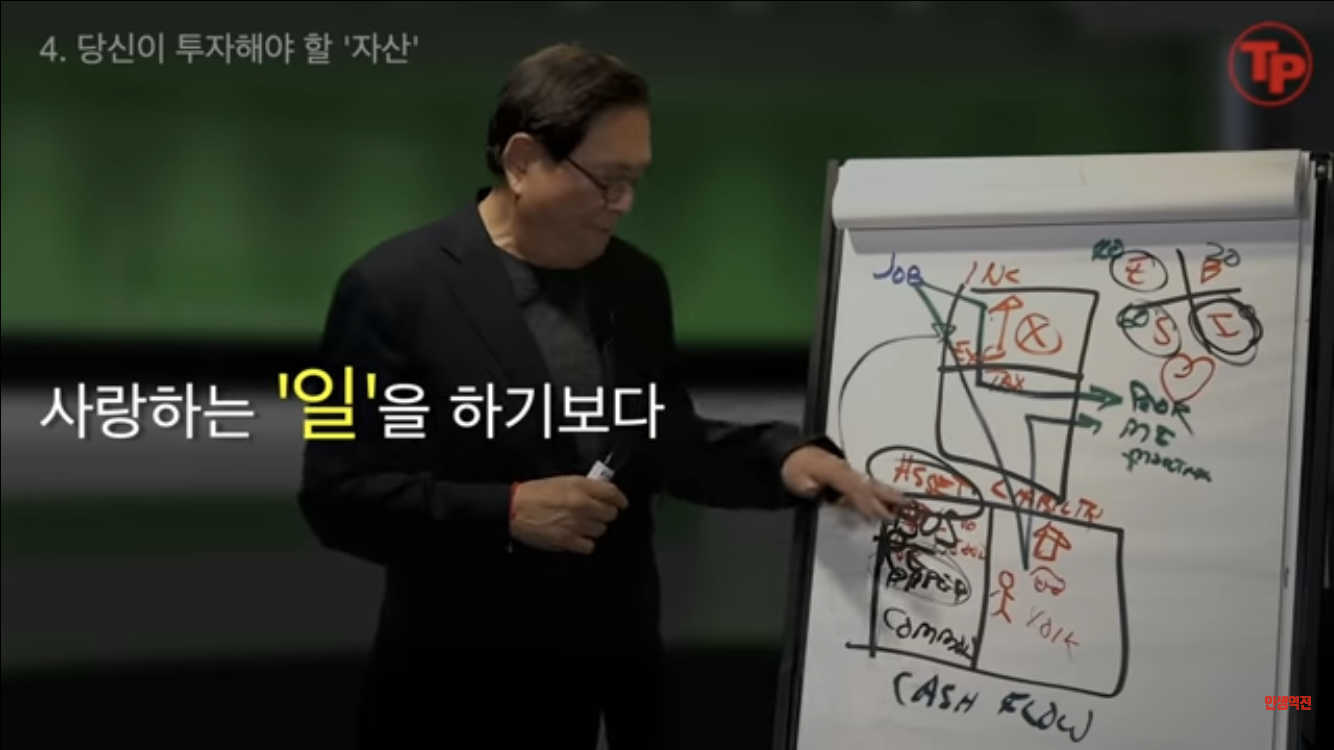 4. 당신이 투자해야 할 '자산'
TP
사랑하는 '일'을 하기보다
JOB
INC
E
B
20
S
I
X
EX
TAX
POOR
ME
ASSET
BUS
RE
PAPER
COMMOD
401K
CASH FLOW
인생역전